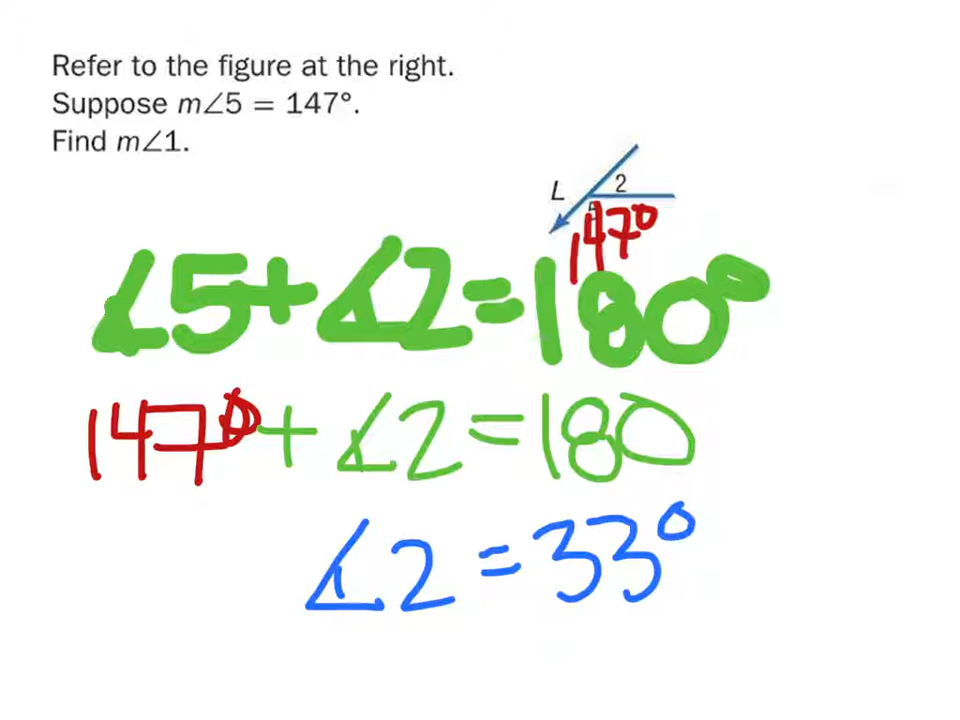 Refer to the figure at the right.
Suppose m∠5 = 147°.
Find m∠1.
2
L
147°
∠5+∠2=180°
147°+∠2=180
∠2=33°